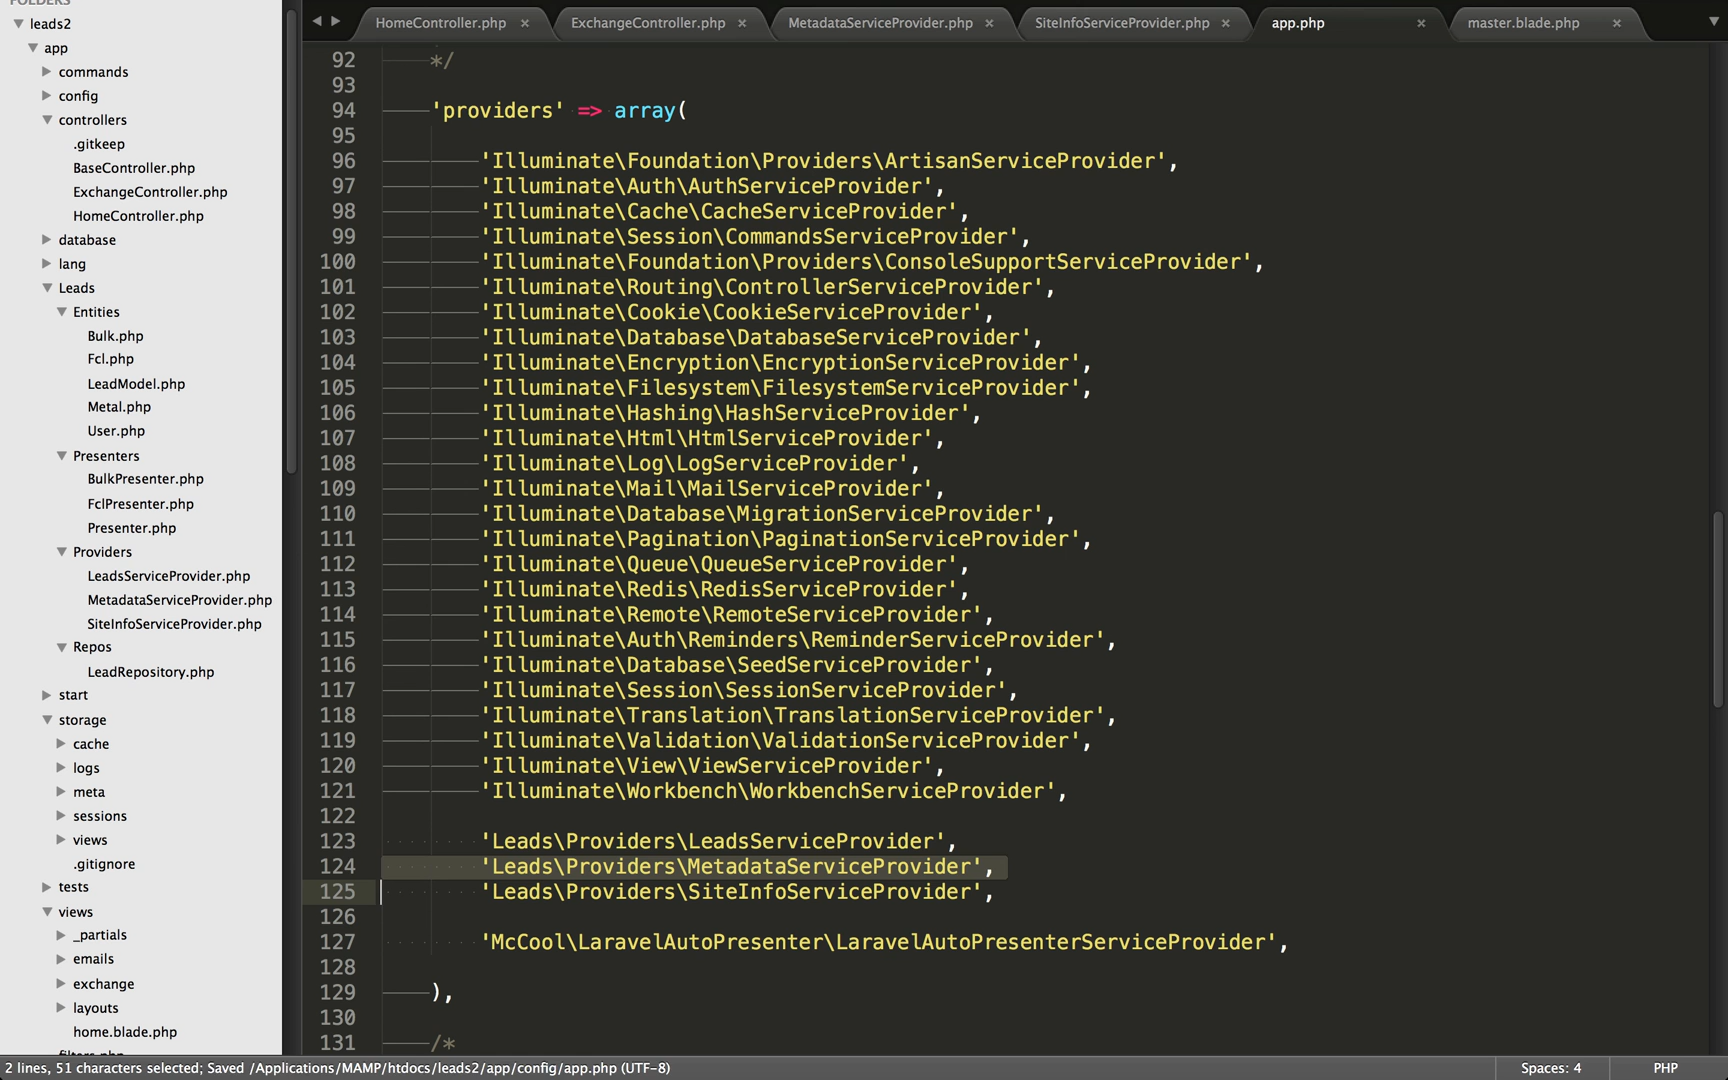 FOLDERS
leads2
app
commands
config
controllers
.gitkeep
BaseController.php
ExchangeController.php
HomeController.php
database
lang
Leads
Entities
Bulk.php
Fcl.php
LeadModel.php
Metal.php
User.php
Presenters
BulkPresenter.php
FclPresenter.php
Presenter.php
Providers
LeadsServiceProvider.php
MetadataServiceProvider.php
SiteInfoServiceProvider.php
Repos
LeadRepository.php
start
storage
cache
logs
meta
sessions
views
.gitignore
tests
views
_partials
emails
exchange
layouts
home.blade.php
filters.php
HomeController.php × ExchangeController.php × MetadataServiceProvider.php × SiteInfoServiceProvider.php × app.php × master.blade.php ×
92 */
93
94 'providers' => array(
95
96 'Illuminate\Foundation\Providers\ArtisanServiceProvider',
97 'Illuminate\Auth\AuthServiceProvider',
98 'Illuminate\Cache\CacheServiceProvider',
99 'Illuminate\Session\CommandsServiceProvider',
100 'Illuminate\Foundation\Providers\ConsoleSupportServiceProvider',
101 'Illuminate\Routing\ControllerServiceProvider',
102 'Illuminate\Cookie\CookieServiceProvider',
103 'Illuminate\Database\DatabaseServiceProvider',
104 'Illuminate\Encryption\EncryptionServiceProvider',
105 'Illuminate\Filesystem\FilesystemServiceProvider',
106 'Illuminate\Hashing\HashServiceProvider',
107 'Illuminate\Html\HtmlServiceProvider',
108 'Illuminate\Log\LogServiceProvider',
109 'Illuminate\Mail\MailServiceProvider',
110 'Illuminate\Database\MigrationServiceProvider',
111 'Illuminate\Pagination\PaginationServiceProvider',
112 'Illuminate\Queue\QueueServiceProvider',
113 'Illuminate\Redis\RedisServiceProvider',
114 'Illuminate\Remote\RemoteServiceProvider',
115 'Illuminate\Auth\Reminders\ReminderServiceProvider',
116 'Illuminate\Database\SeedServiceProvider',
117 'Illuminate\Session\SessionServiceProvider',
118 'Illuminate\Translation\TranslationServiceProvider',
119 'Illuminate\Validation\ValidationServiceProvider',
120 'Illuminate\View\ViewServiceProvider',
121 'Illuminate\Workbench\WorkbenchServiceProvider',
122
123 'Leads\Providers\LeadsServiceProvider',
124 'Leads\Providers\MetadataServiceProvider',
125 'Leads\Providers\SiteInfoServiceProvider',
126
127 'McCool\LaravelAutoPresenter\LaravelAutoPresenterServiceProvider',
128
129 ),
130
131 /*
2 lines, 51 characters selected; Saved /Applications/MAMP/htdocs/leads2/app/config/app.php (UTF-8) Spaces: 4 PHP